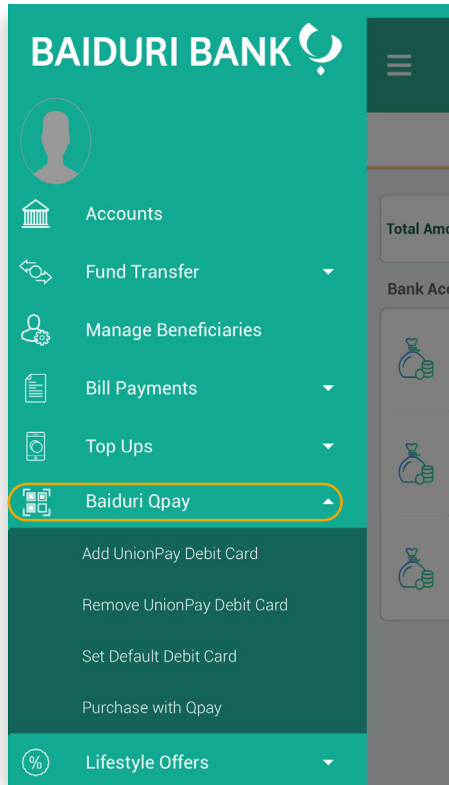 BAIDURI BANK
Accounts
Fund Transfer
Manage Beneficiaries
Bill Payments
Top Ups
Baiduri Qpay
Add UnionPay Debit Card
Remove UnionPay Debit Card
Set Default Debit Card
Purchase with Qpay
Lifestyle Offers
Total Amo
Bank Acc